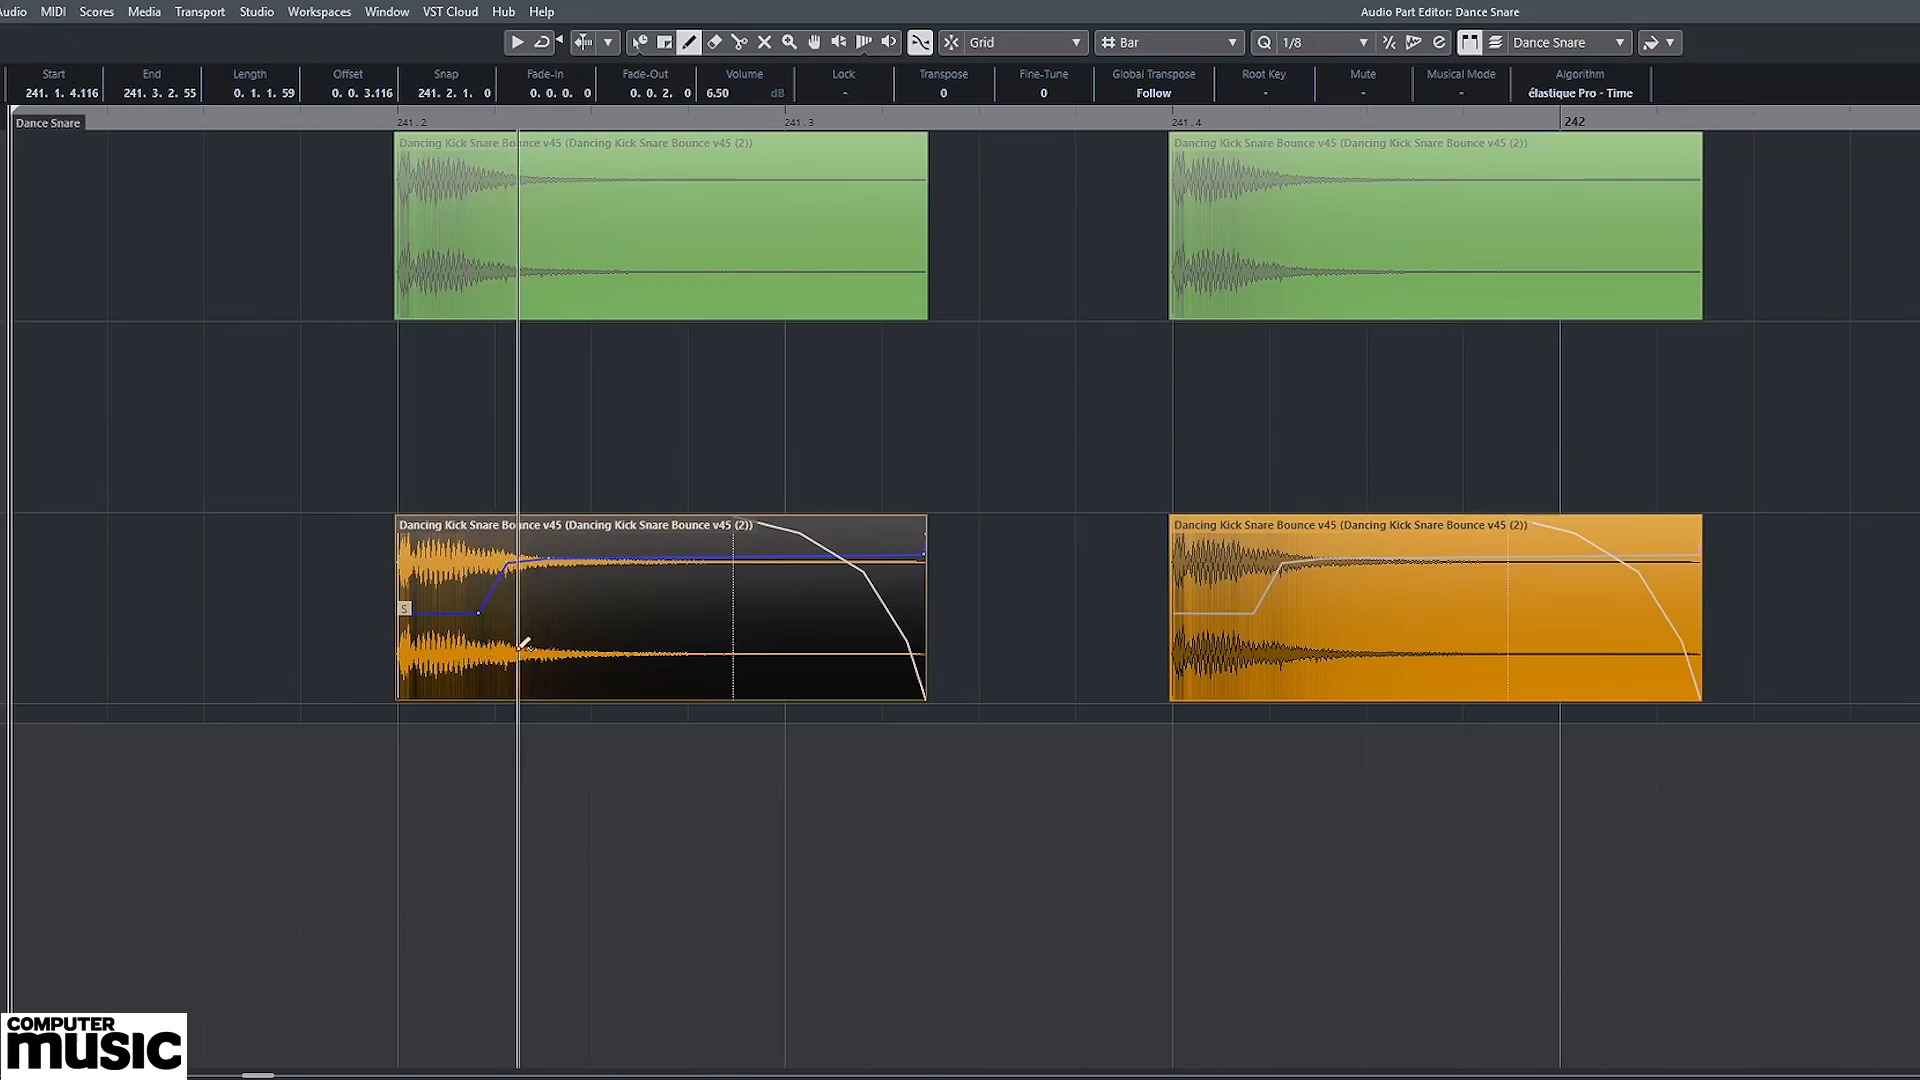 Audio MIDI Scores Media Transport Studio Workspaces Window VST Cloud Hub Help
Audio Part Editor: Dance Snare
Grid Bar Q 1/8 Dance Snare
Start End Length Offset Snap Fade-In Fade-Out Volume Lock Transpose Fine-Tune Global Transpose Root Key Mute Musical Mode Algorithm
241. 1. 4.116 241. 3. 2. 55 0. 1. 1. 59 0. 0. 3.116 241. 2. 1. 0 0. 0. 0. 0 0. 0. 2. 0 6.50 dB - 0 0 Follow - - - élastique Pro - Time
Dance Snare 241.2 241.3 241.4 242
Dancing Kick Snare Bounce v45 (Dancing Kick Snare Bounce v45 (2))
Dancing Kick Snare Bounce v45 (Dancing Kick Snare Bounce v45 (2))
Dancing Kick Snare Bounce v45 (Dancing Kick Snare Bounce v45 (2))
Dancing Kick Snare Bounce v45 (Dancing Kick Snare Bounce v45 (2))
S
COMPUTER
musIC